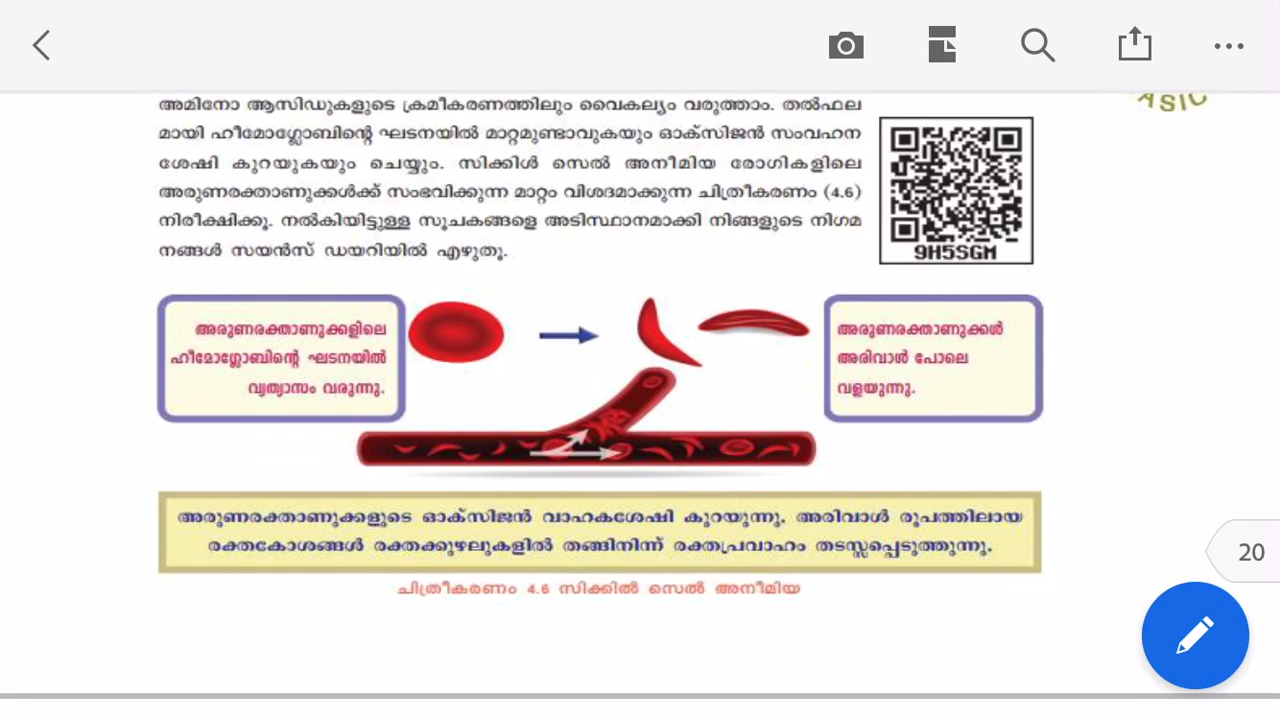 ASIC
അമിനോ ആസിഡുകളുടെ ക്രമീകരണത്തിലും വൈകല്യം വരുത്താം. തൽഫല
മായി ഹീമോഗ്ലോബിന്റെ ഘടനയിൽ മാറ്റമുണ്ടാവുകയും ഓക്സിജൻ സംവഹന
ശേഷി കുറയുകയും ചെയ്യും. സിക്കിൾ സെൽ അനീമിയ രോഗികളിലെ
അരുണരക്താണുക്കൾക്ക് സംഭവിക്കുന്ന മാറ്റം വിശദമാക്കുന്ന ചിത്രീകരണം (4.6)
നിരീക്ഷിക്കൂ. നൽകിയിട്ടുള്ള സൂചകങ്ങളെ അടിസ്ഥാനമാക്കി നിങ്ങളുടെ നിഗമ
നങ്ങൾ സയൻസ് ഡയറിയിൽ എഴുതൂ.
9H5SGM
അരുണരക്താണുക്കളിലെ
ഹീമോഗ്ലോബിന്റെ ഘടനയിൽ
വ്യത്യാസം വരുന്നു.
അരുണരക്താണുക്കൾ
അരിവാൾ പോലെ
വളയുന്നു.
അരുണരക്താണുക്കളുടെ ഓക്സിജൻ വാഹകശേഷി കുറയുന്നു. അരിവാൾ രൂപത്തിലായ
രക്തകോശങ്ങൾ രക്തക്കുഴലുകളിൽ തങ്ങിനിന്ന് രക്തപ്രവാഹം തടസ്സപ്പെടുത്തുന്നു.
ചിത്രീകരണം 4.6 സിക്കിൽ സെൽ അനീമിയ
20